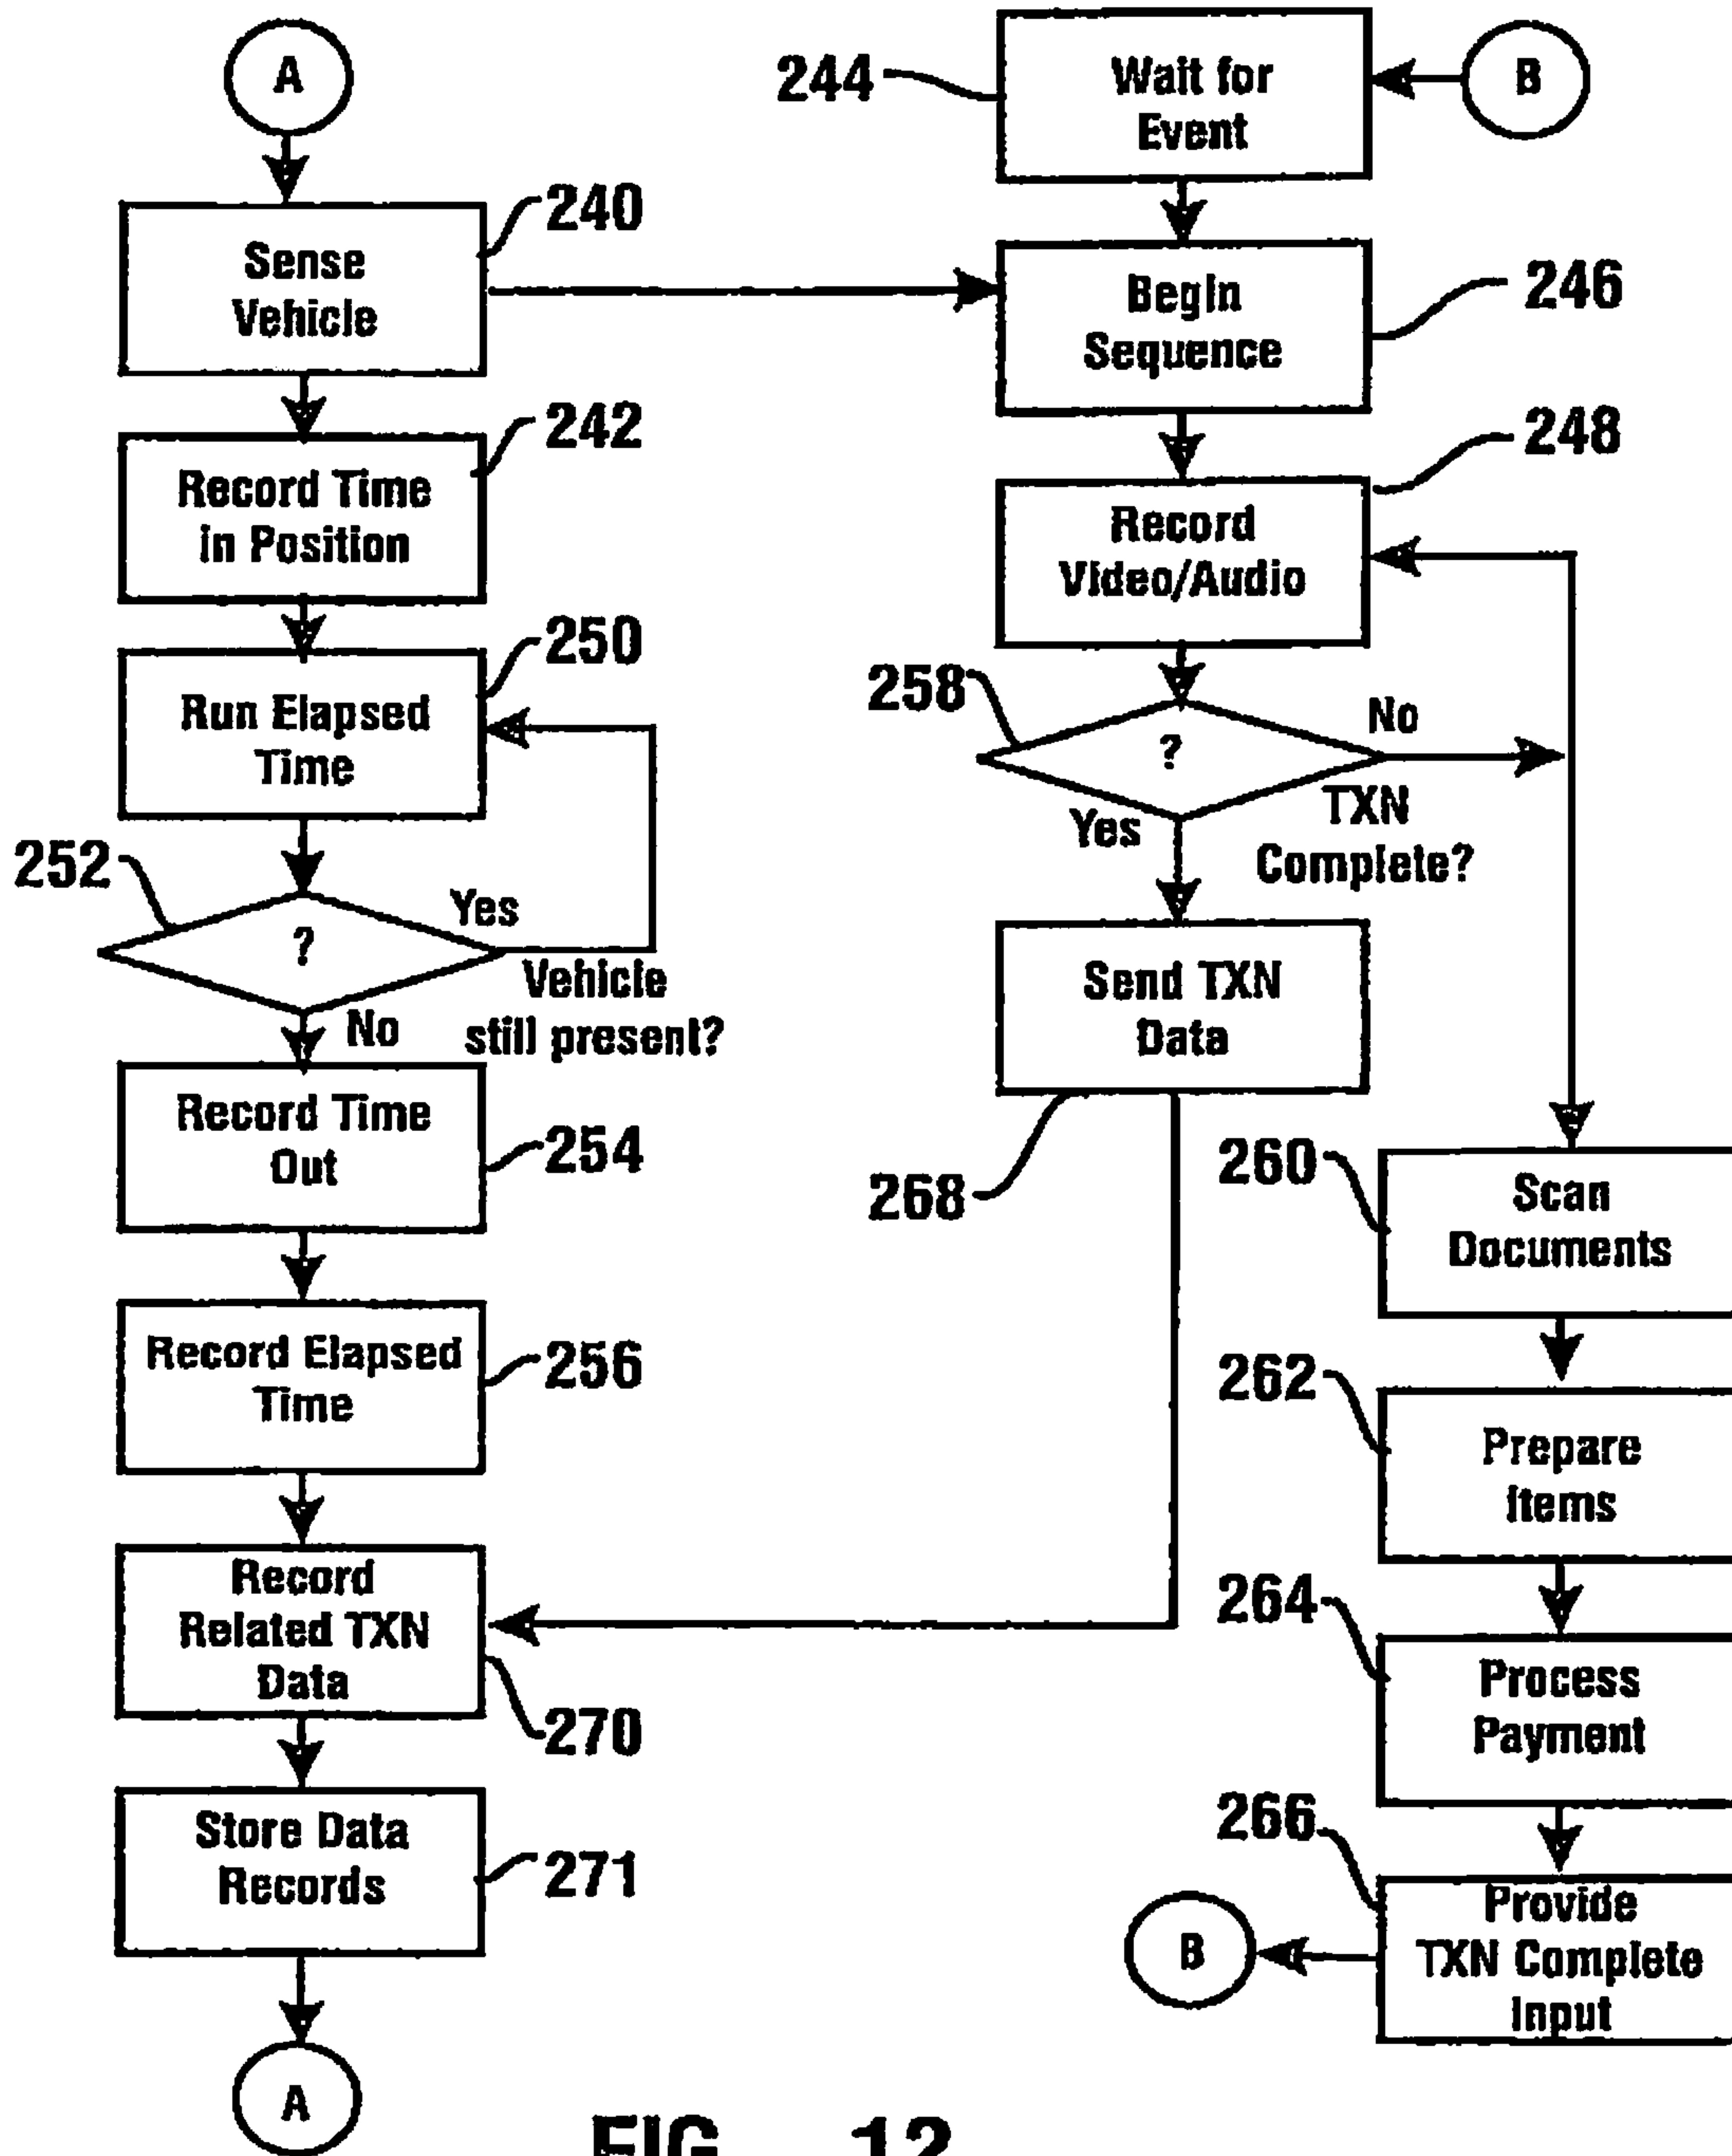 A
240
Sense
Vehicle
242
Record Time
in Position
250
Run Elapsed
Time
252
?
Yes
Vehicle
still present?
No
Record Time
Out
254
Record Elapsed
Time
256
Record
Related TXN
Data
270
Store Data
Records
271
A
244
Wait for
Event
B
Begin
Sequence
246
248
Record
Video/Audio
258
?
No
TXN
Complete?
Yes
Send TXN
Data
268
260
Scan
Documents
262
Prepare
Items
264
Process
Payment
266
Provide
TXN Complete
Input
B
FIG. 12